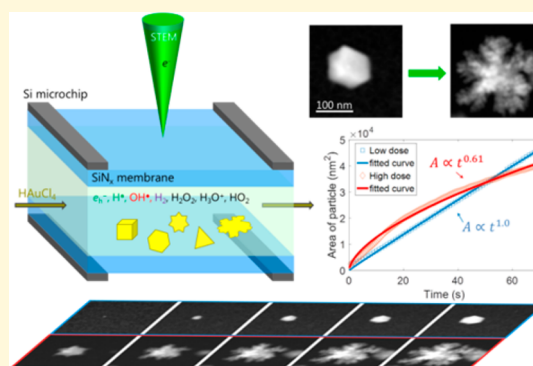 STEM
e⁻
Si microchip
SiNₓ membrane
HAuCl₄
eₕ⁻, H•, OH•, H₂, H₂O₂, H₃O⁺, HO₂
100 nm
×10⁴
Area of particle (nm²)
5
4
3
2
1
0
Low dose
fitted curve
High dose
fitted curve
A ∝ t^0.61
A ∝ t^1.0
0 20 40 60
Time (s)